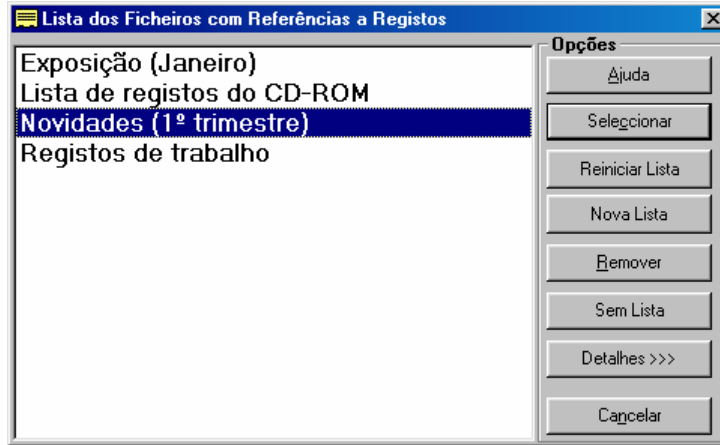 Lista dos Ficheiros com Referências a Registos
Exposição (Janeiro)
Lista de registos do CD-ROM
Novidades (1º trimestre)
Registos de trabalho
Opções
Ajuda
Seleccionar
Reiniciar Lista
Nova Lista
Remover
Sem Lista
Detalhes >>>
Cancelar